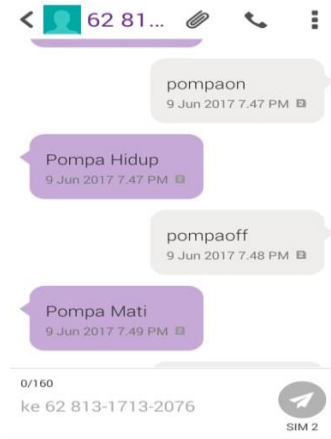 62 81...
pompaon
9 Jun 2017 7.47 PM
Pompa Hidup
9 Jun 2017 7.47 PM
pompaoff
9 Jun 2017 7.48 PM
Pompa Mati
9 Jun 2017 7.49 PM
0/160
ke 62 813-1713-2076
SIM 2